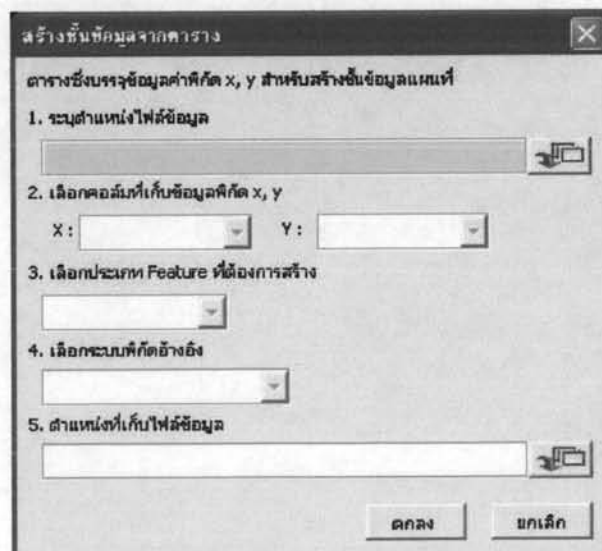 สร้างชั้นข้อมูลจากตาราง
ตารางซึ่งบรรจุข้อมูลค่าพิกัด x, y สำหรับสร้างชั้นข้อมูลแผนที่
1. ระบุตำแหน่งไฟล์ข้อมูล
2. เลือกคอลัมที่เก็บข้อมูลพิกัด x, y
X : Y :
3. เลือกประเภท Feature ที่ต้องการสร้าง
4. เลือกระบบพิกัดอ้างอิง
5. ตำแหน่งที่เก็บไฟล์ข้อมูล
ตกลง ยกเลิก